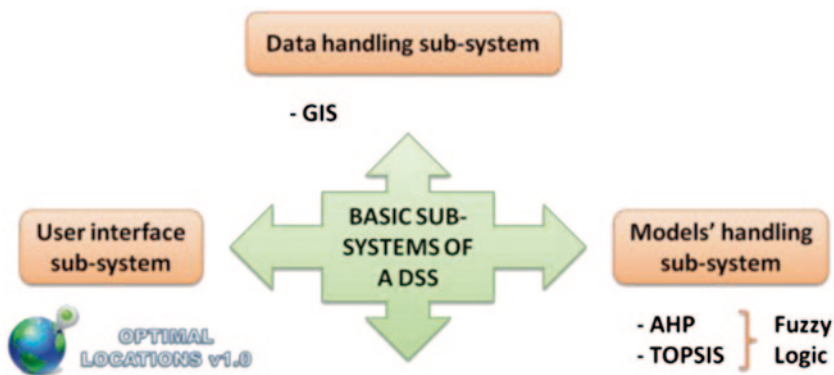 Data handling sub-system
- GIS
User interface
sub-system
BASIC SUB-
SYSTEMS OF
A DSS
Models' handling
sub-system
OPTIMAL
LOCATIONS v1.0
- AHP
- TOPSIS
Fuzzy
Logic